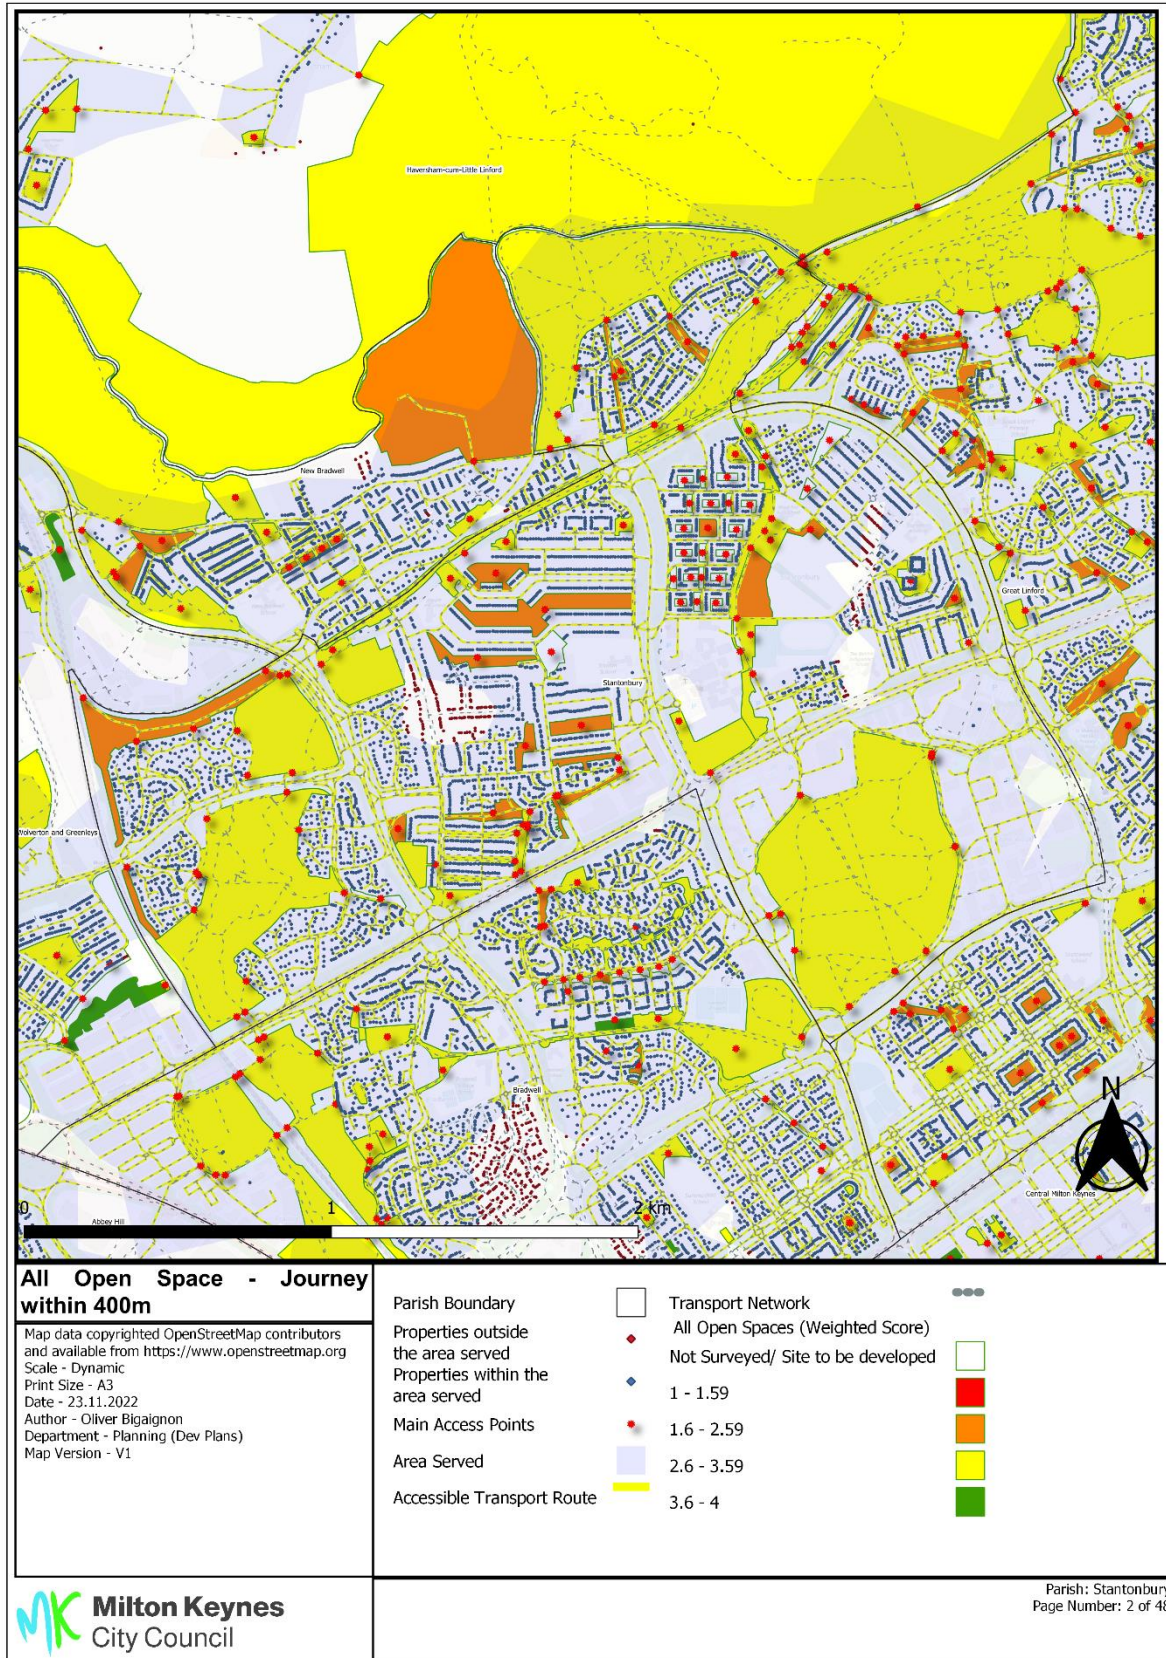 Haversham-cum-Little Linford
New Bradwell
Great Linford
Stantonbury
Wolverton and Greenleys
Bradwell
N
Central Milton Keynes
Abbey Hill
0
1
2 km
All Open Space - Journey
within 400m
Map data copyrighted OpenStreetMap contributors
and available from https://www.openstreetmap.org
Scale - Dynamic
Print Size - A3
Date - 23.11.2022
Author - Oliver Bigaignon
Department - Planning (Dev Plans)
Map Version - V1
Parish Boundary
Properties outside
the area served
Properties within the
area served
Main Access Points
Area Served
Accessible Transport Route
Transport Network
All Open Spaces (Weighted Score)
Not Surveyed/ Site to be developed
1 - 1.59
1.6 - 2.59
2.6 - 3.59
3.6 - 4
MK Milton Keynes
City Council
Parish: Stantonbury
Page Number: 2 of 48